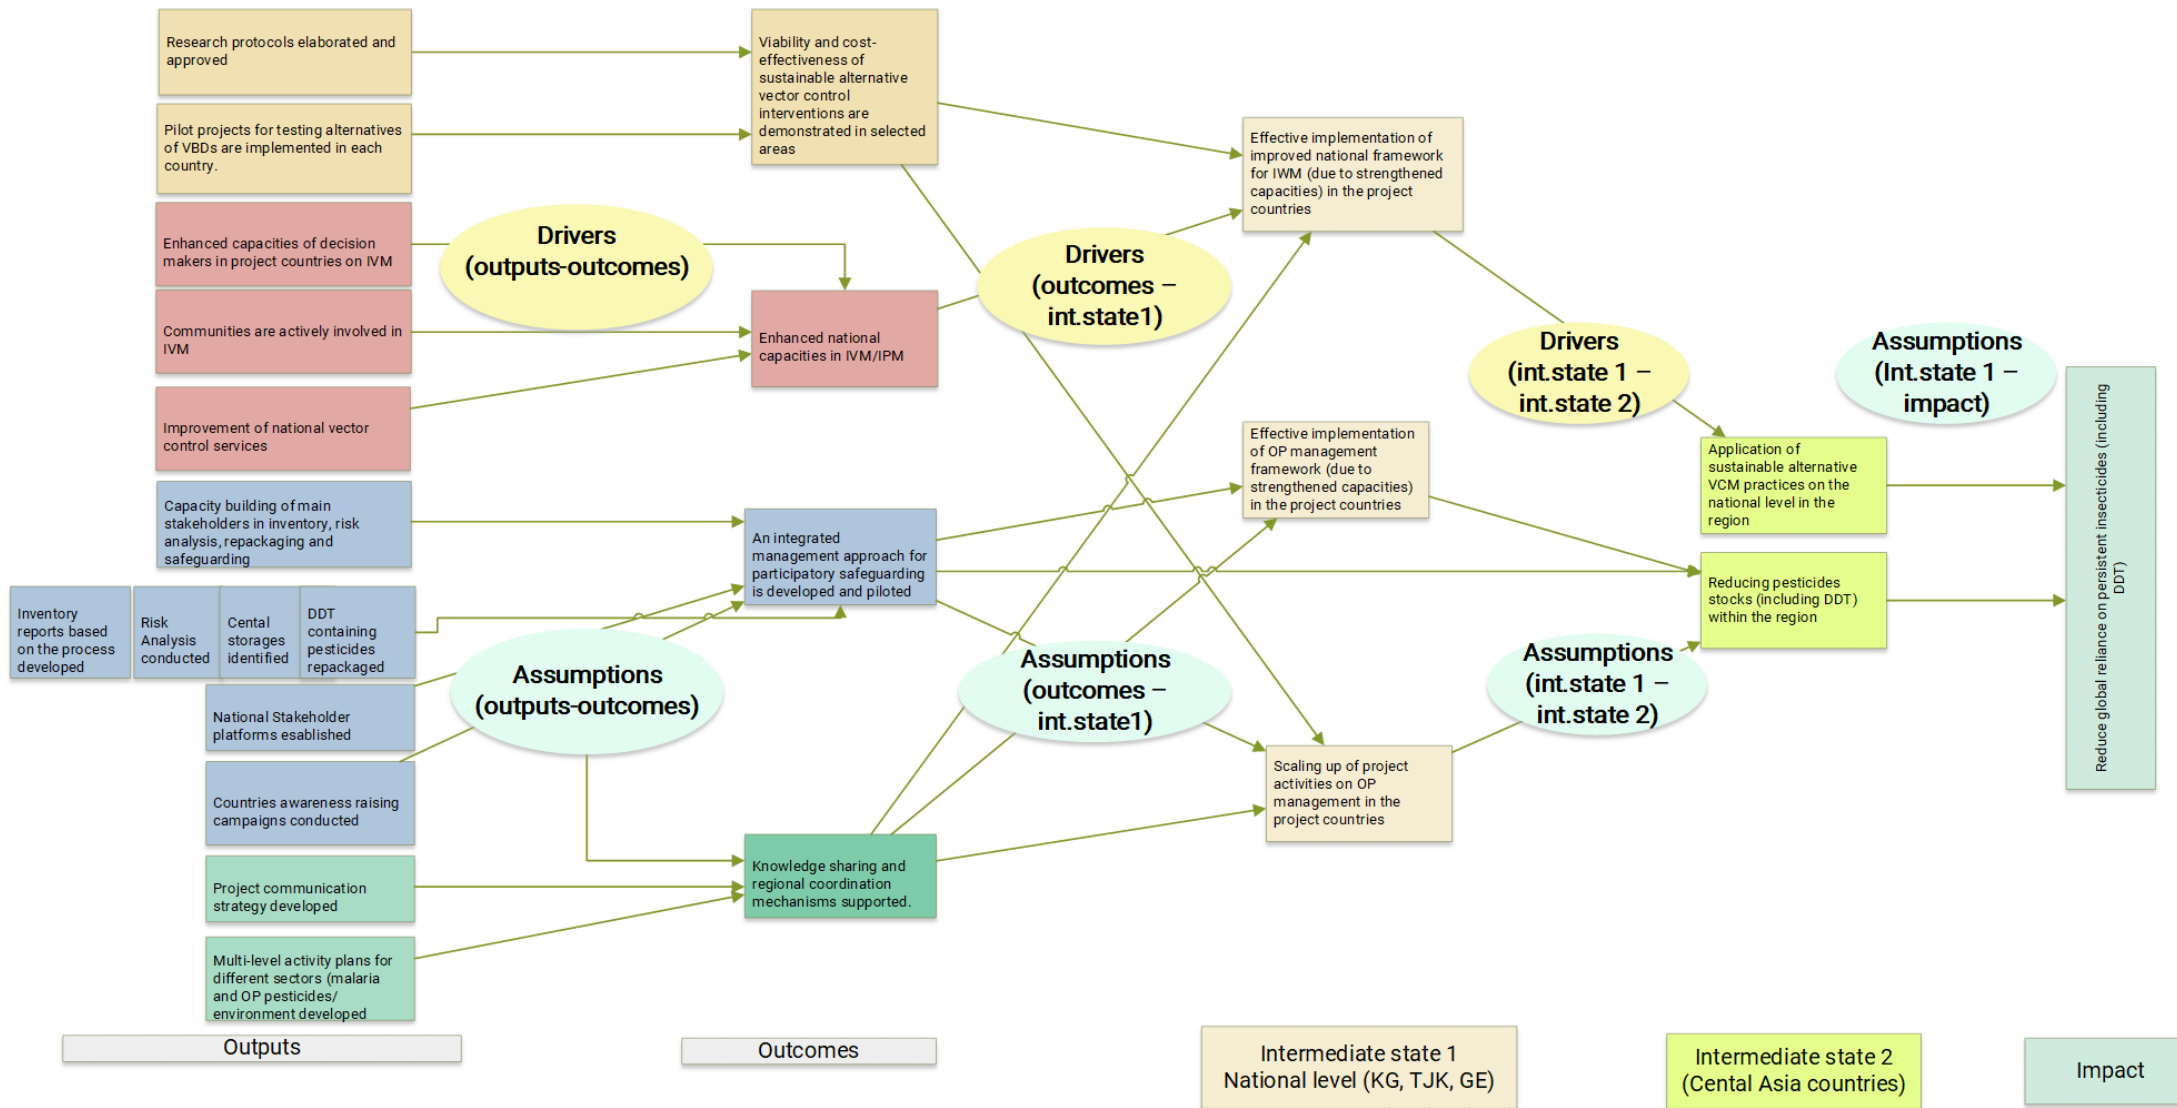 Research protocols elaborated and
approved
Pilot projects for testing alternatives
of VBDs are implemented in each
country.
Enhanced capacities of decision
makers in project countries on IVM
Communities are actively involved in
IVM
Improvement of national vector
control services
Capacity building of main
stakeholders in inventory, risk
analysis, repackaging and
safeguarding
Inventory
reports based
on the process
developed
Risk
Analysis
conducted
Cental
storages
identified
DDT
containing
pesticides
repackaged
National Stakeholder
platforms esablished
Countries awareness raising
campaigns conducted
Project communication
strategy developed
Multi-level activity plans for
different sectors (malaria
and OP pesticides/
environment developed
Outputs
Drivers
(outputs-outcomes)
Assumptions
(outputs-outcomes)
Viability and cost-
effectiveness of
sustainable alternative
vector control
interventions are
demonstrated in selected
areas
Enhanced national
capacities in IVM/IPM
An integrated
management approach for
participatory safeguarding
is developed and piloted
Knowledge sharing and
regional coordination
mechanisms supported.
Outcomes
Drivers
(outcomes –
int.state1)
Assumptions
(outcomes –
int.state1)
Effective implementation of
improved national framework
for IWM (due to strengthened
capacities) in the project
countries
Effective implementation
of OP management
framework (due to
strengthened capacities)
in the project countries
Scaling up of project
activities on OP
management in the
project countries
Intermediate state 1
National level (KG, TJK, GE)
Drivers
(int.state 1 –
int.state 2)
Assumptions
(int.state 1 –
int.state 2)
Application of
sustainable alternative
VCM practices on the
national level in the
region
Reducing pesticides
stocks (including DDT)
within the region
Intermediate state 2
(Cental Asia countries)
Assumptions
(Int.state 1 –
impact)
Reduce global reliance on persistent insecticides (including
DDT)
Impact